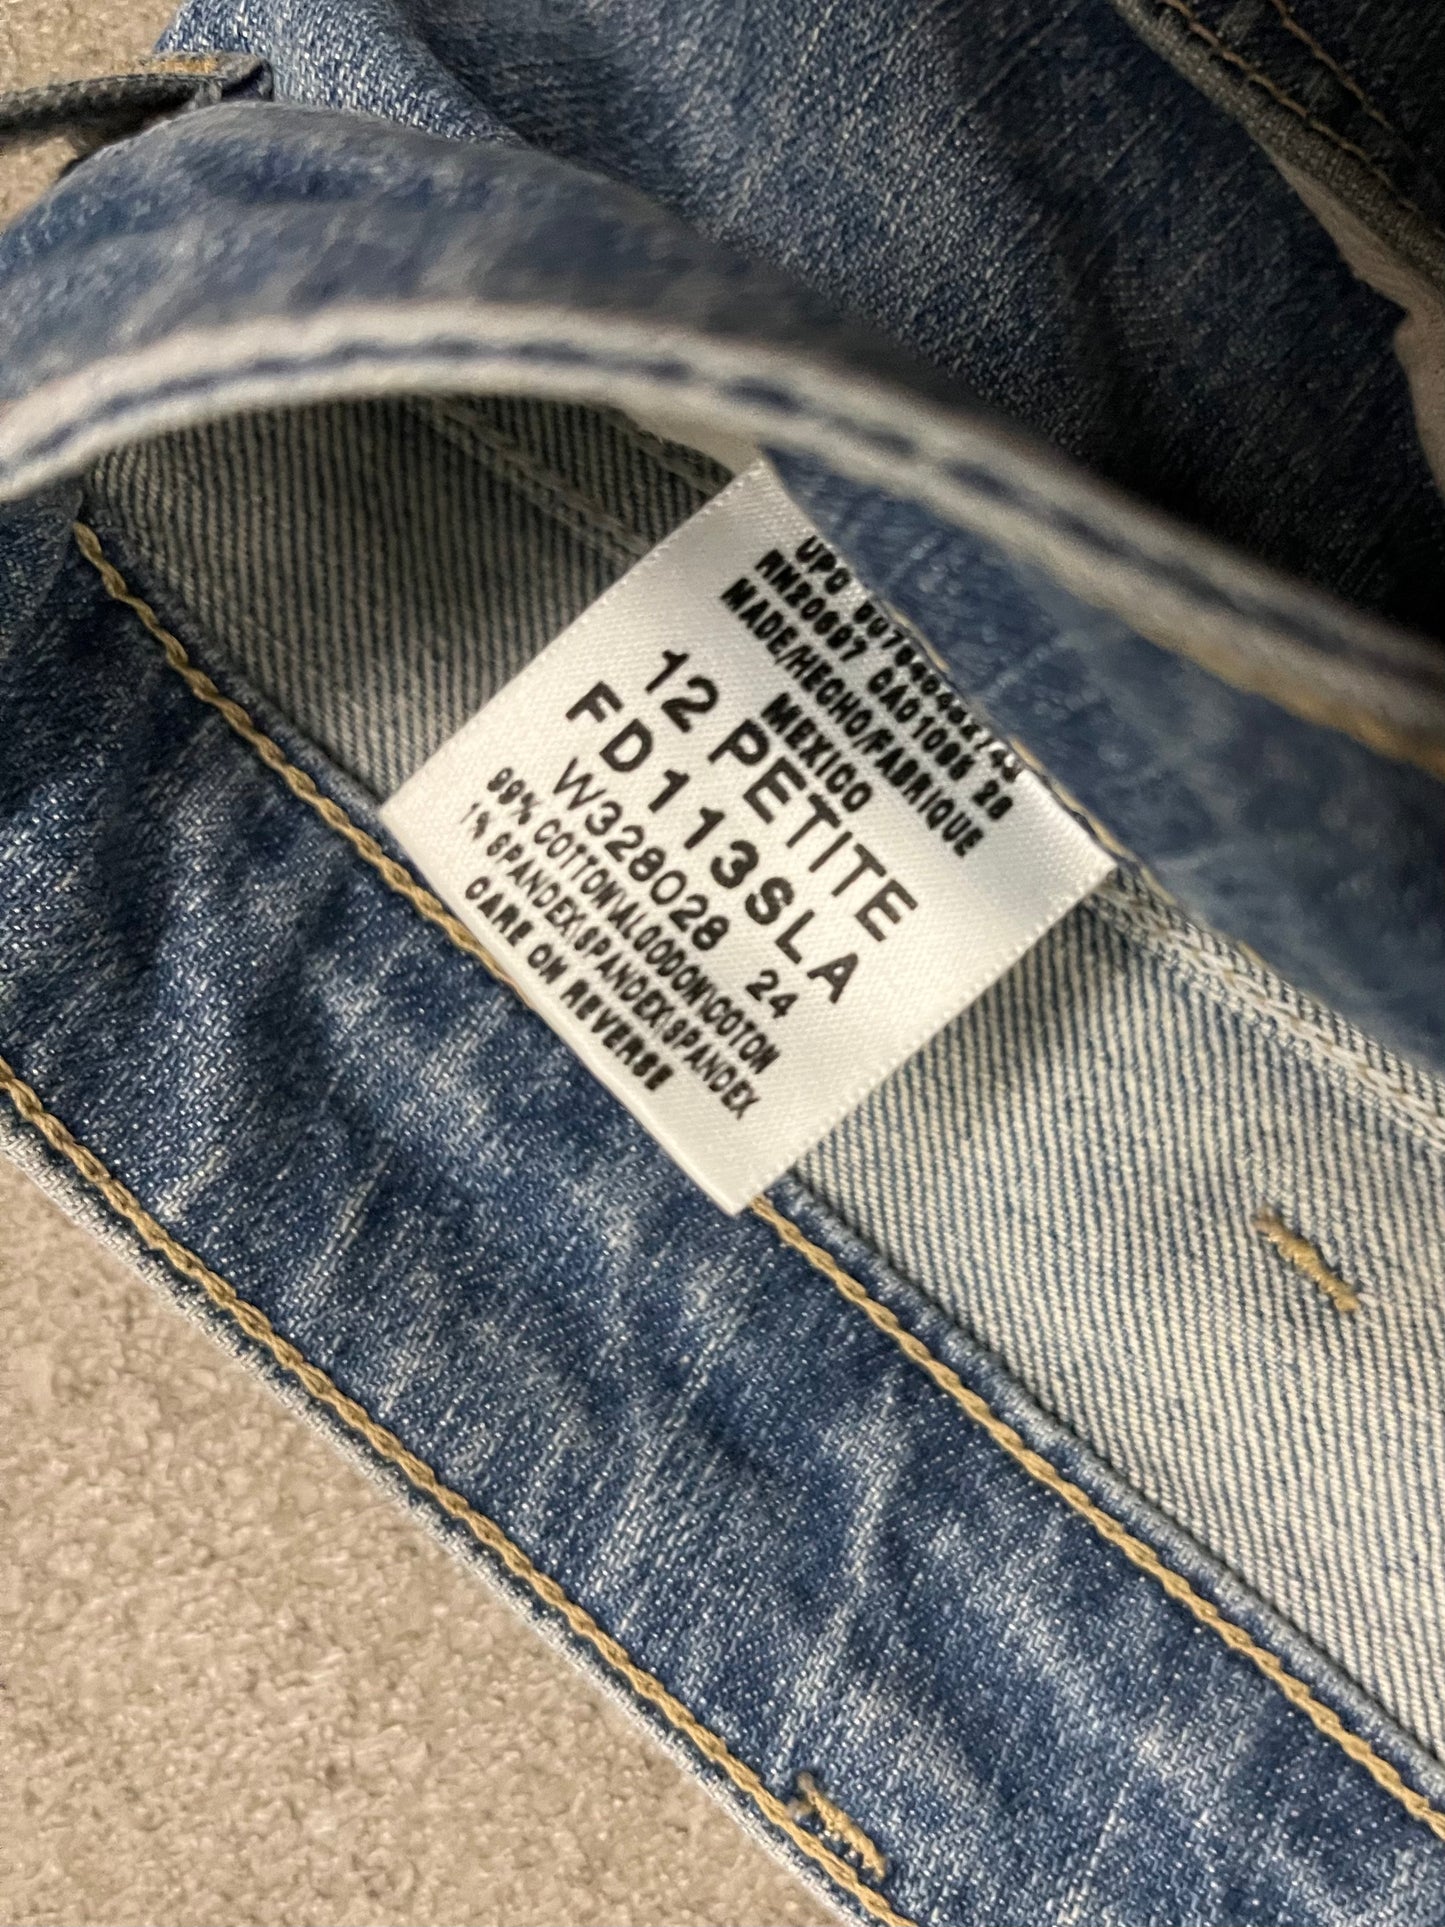 RM20697 CA01085 28
MADE/HECHO/FABRIQUE
MEXICO
12 PETITE
FD113SLA
W328028 24
99% COTTON\ALGODON\COTON
1% SPANDEX\SPANDEX\SPANDEX
CARE ON REVERSE